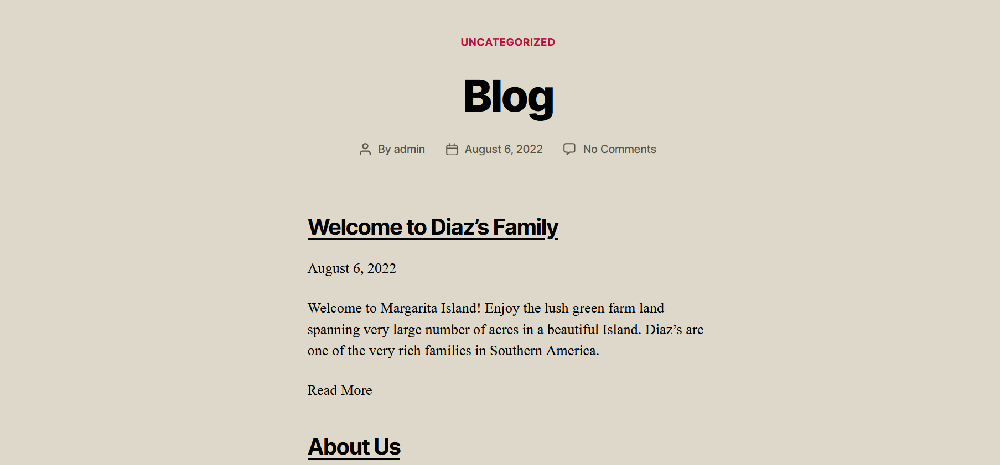 UNCATEGORIZED
Blog
By admin August 6, 2022 No Comments
Welcome to Diaz’s Family
August 6, 2022
Welcome to Margarita Island! Enjoy the lush green farm land
spanning very large number of acres in a beautiful Island. Diaz’s are
one of the very rich families in Southern America.
Read More
About Us